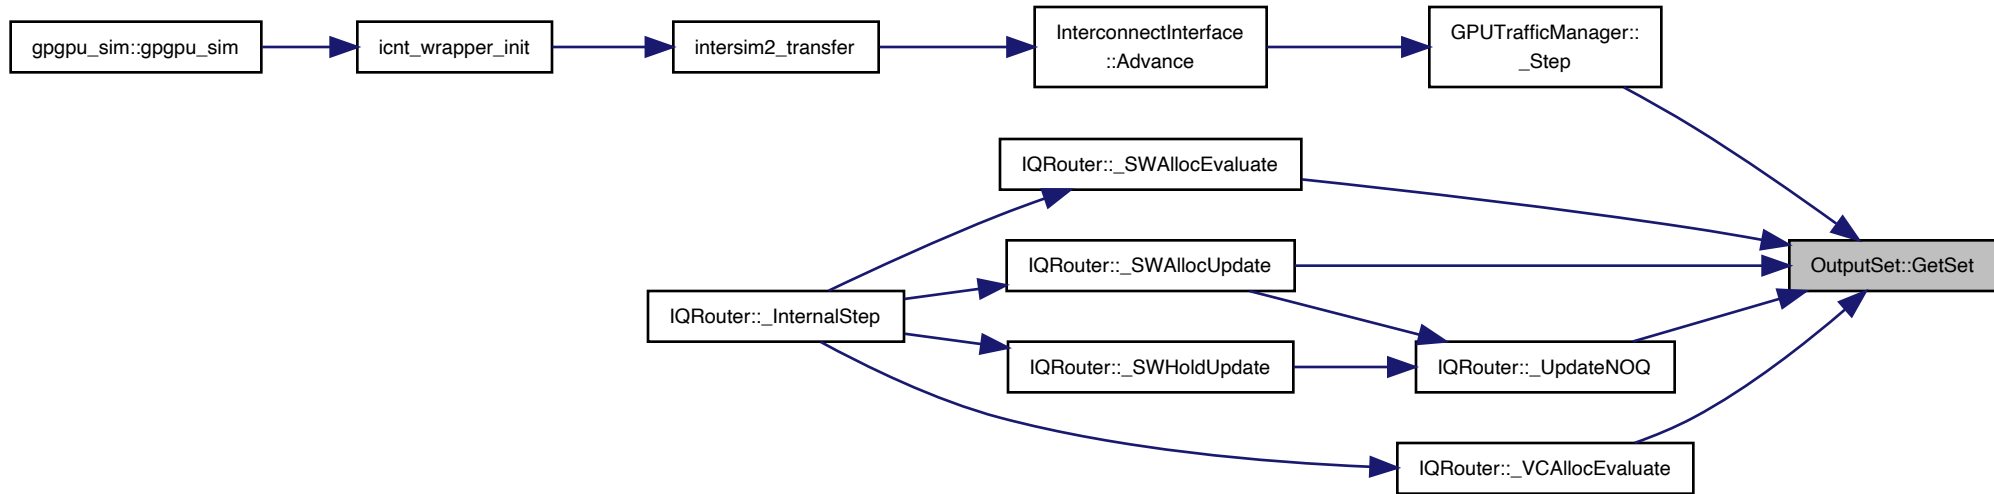 gpgpu_sim::gpgpu_sim
icnt_wrapper_init
intersim2_transfer
InterconnectInterface
::Advance
GPUTrafficManager::
_Step
IQRouter::_SWAllocEvaluate
IQRouter::_SWAllocUpdate
OutputSet::GetSet
IQRouter::_InternalStep
IQRouter::_SWHoldUpdate
IQRouter::_UpdateNOQ
IQRouter::_VCAllocEvaluate